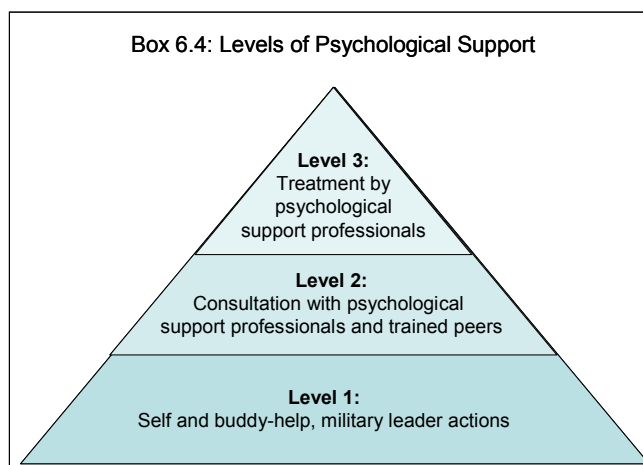 Box 6.4: Levels of Psychological Support
Level 3:
Treatment by
psychological
support professionals
Level 2:
Consultation with psychological
support professionals and trained peers
Level 1:
Self and buddy-help, military leader actions